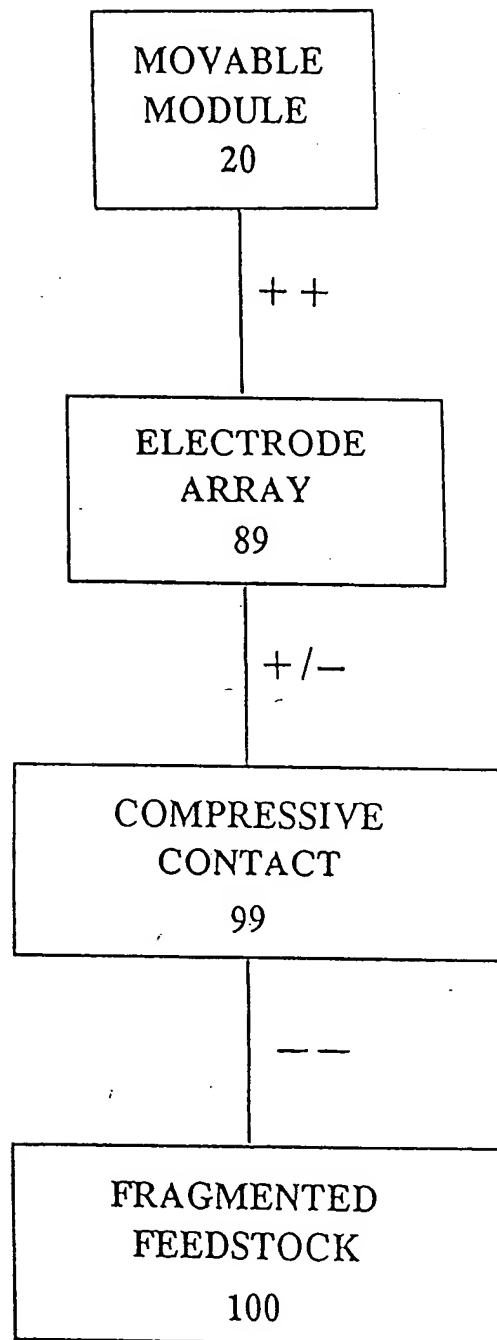 MOVABLE
MODULE
20
++
ELECTRODE
ARRAY
89
+/−
COMPRESSIVE
CONTACT
99
−−
FRAGMENTED
FEEDSTOCK
100